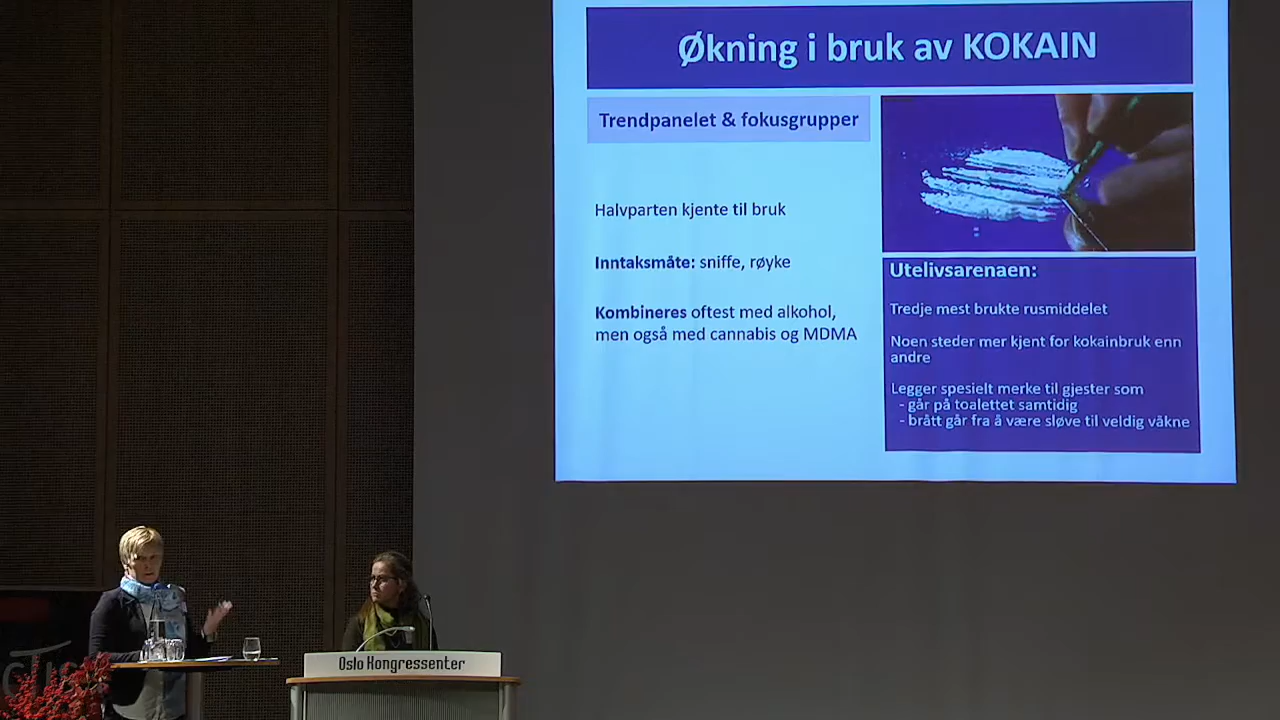 Økning i bruk av KOKAIN
Trendpanelet & fokusgrupper
Halvparten kjente til bruk
Inntaksmåte: sniffe, røyke
Kombineres oftest med alkohol,
men også med cannabis og MDMA
Utelivsarenaen:
Tredje mest brukte rusmiddelet
Noen steder mer kjent for kokainbruk enn
andre
Legger spesielt merke til gjester som
- går på toalettet samtidig
- brått går fra å være sløve til veldig våkne
Oslo Kongressenter